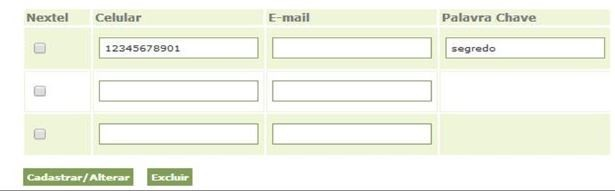 Nextel Celular E-mail Palavra Chave
12345678901 segredo
Cadastrar/Alterar Excluir